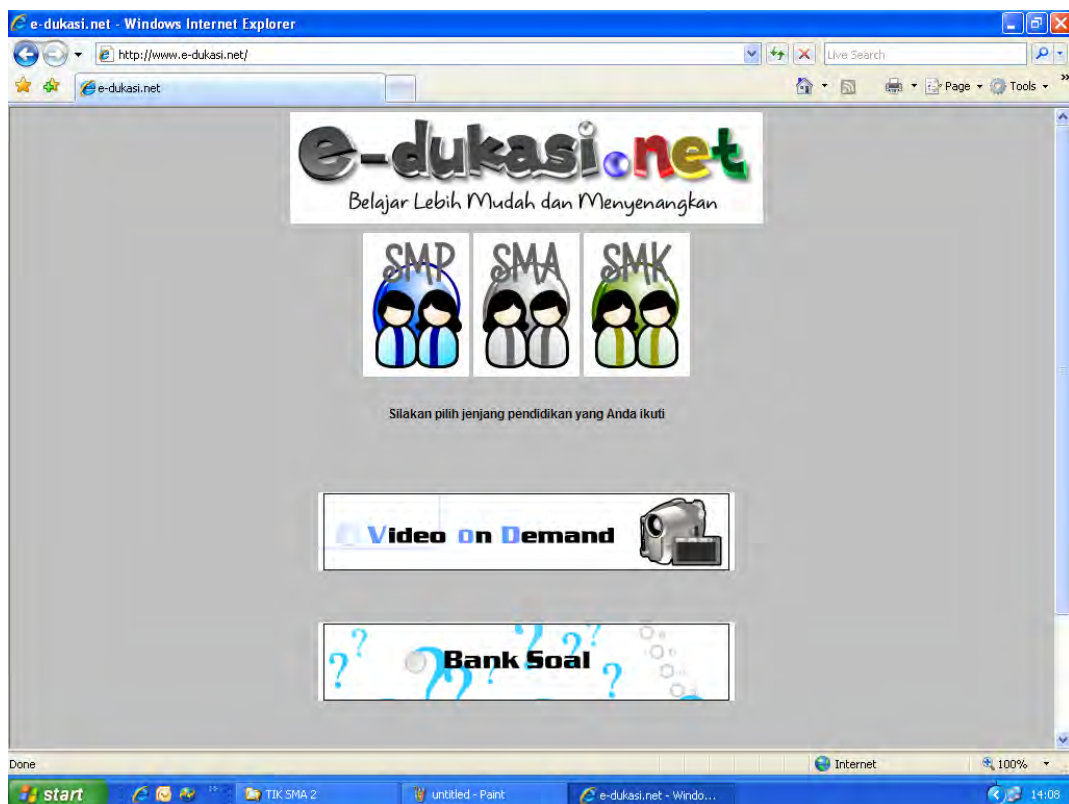 e-dukasi.net - Windows Internet Explorer
http://www.e-dukasi.net/
Live Search
e-dukasi.net
Page
Tools
e-dukasi.net
Belajar Lebih Mudah dan Menyenangkan
SMP SMA SMK
Silakan pilih jenjang pendidikan yang Anda ikuti
Video on Demand
? ? ? ? ? ? ?
Bank Soal
Done
Internet
100%
start
TIK SMA 2
untitled - Paint
e-dukasi.net - Windo...
14:08